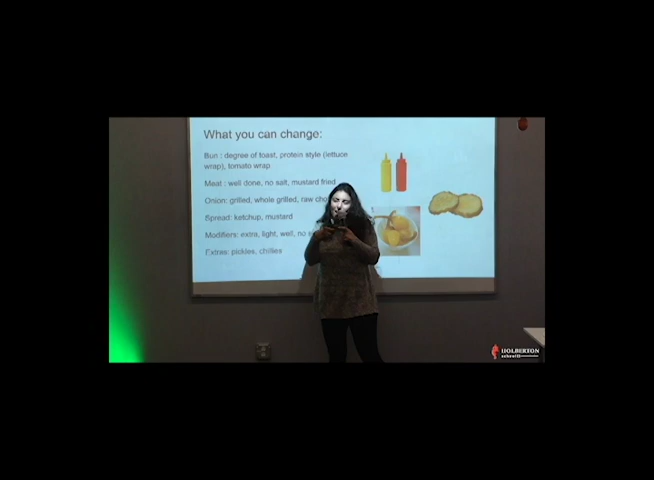 What you can change:
Bun : degree of toast, protein style (lettuce
wrap), tomato wrap
Meat : well done, no salt, mustard fried
Onion: grilled, whole grilled, raw
Spread: ketchup, mustard
Modifiers: extra, light, well, no
Extras: pickles, chillies
HOLBERTON